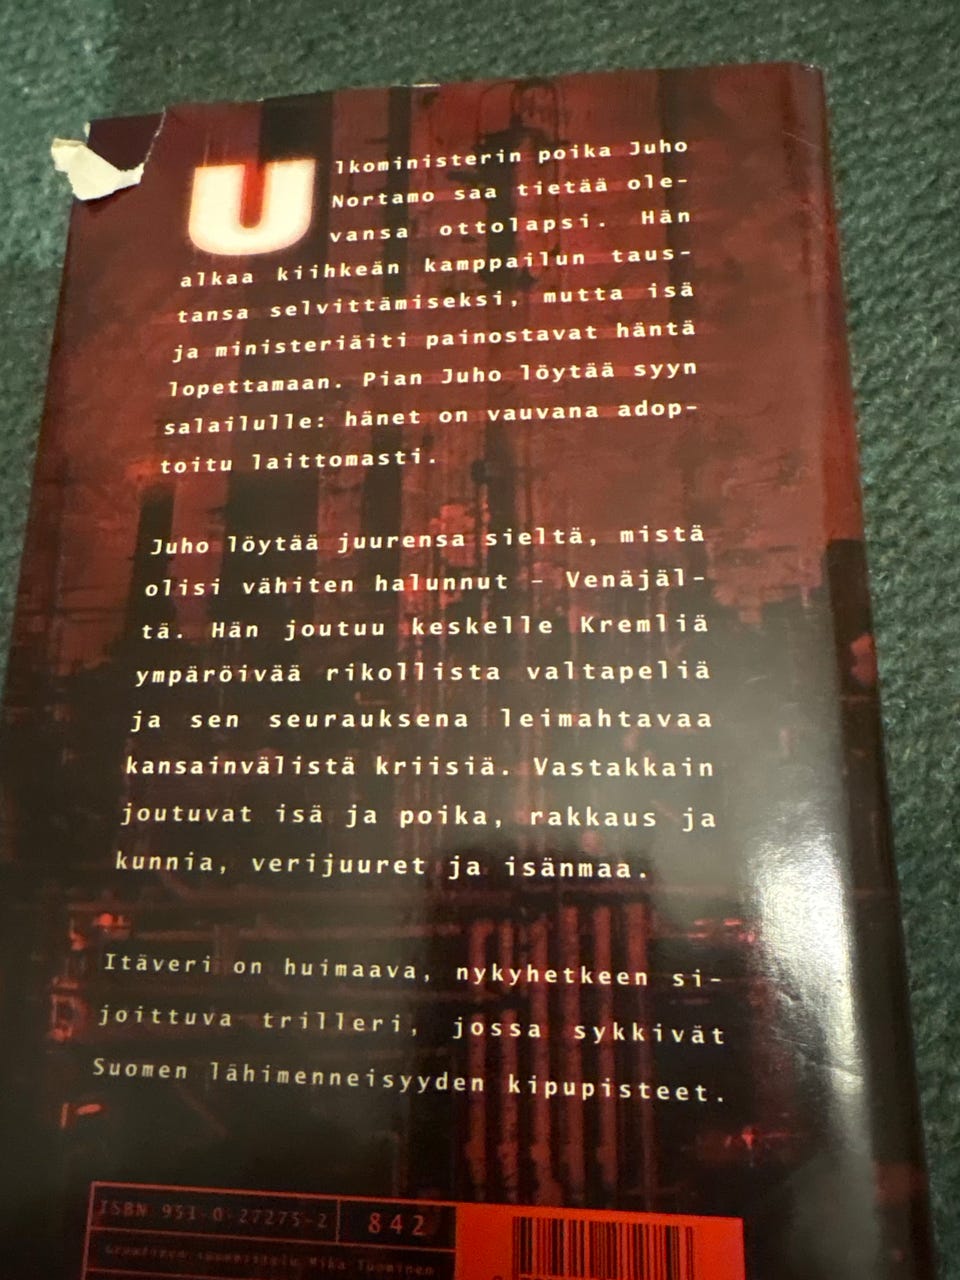 Ulkoministerin poika Juho
Nortamo saa tietää ole-
vansa ottolapsi. Hän
alkaa kiihkeän kamppailun taus-
tansa selvittämiseksi, mutta isä
ja ministeriäiti painostavat häntä
lopettamaan. Pian Juho löytää syyn
salailulle: hänet on vauvana adop-
toitu laittomasti.
Juho löytää juurensa sieltä, mistä
olisi vähiten halunnut – Venäjäl-
tä. Hän joutuu keskelle Kremliä
ympäröivää rikollista valtapeliä
ja sen seurauksena leimahtavaa
kansainvälistä kriisiä. Vastakkain
joutuvat isä ja poika, rakkaus ja
kunnia, verijuuret ja isänmaa.
Itäveri on huimaava, nykyhetkeen si-
joittuva trilleri, jossa sykkivät
Suomen lähimenneisyyden kipupisteet.
ISBN 951-0-27275-2 842
Graafinen suunnittelu Mika Tuominen